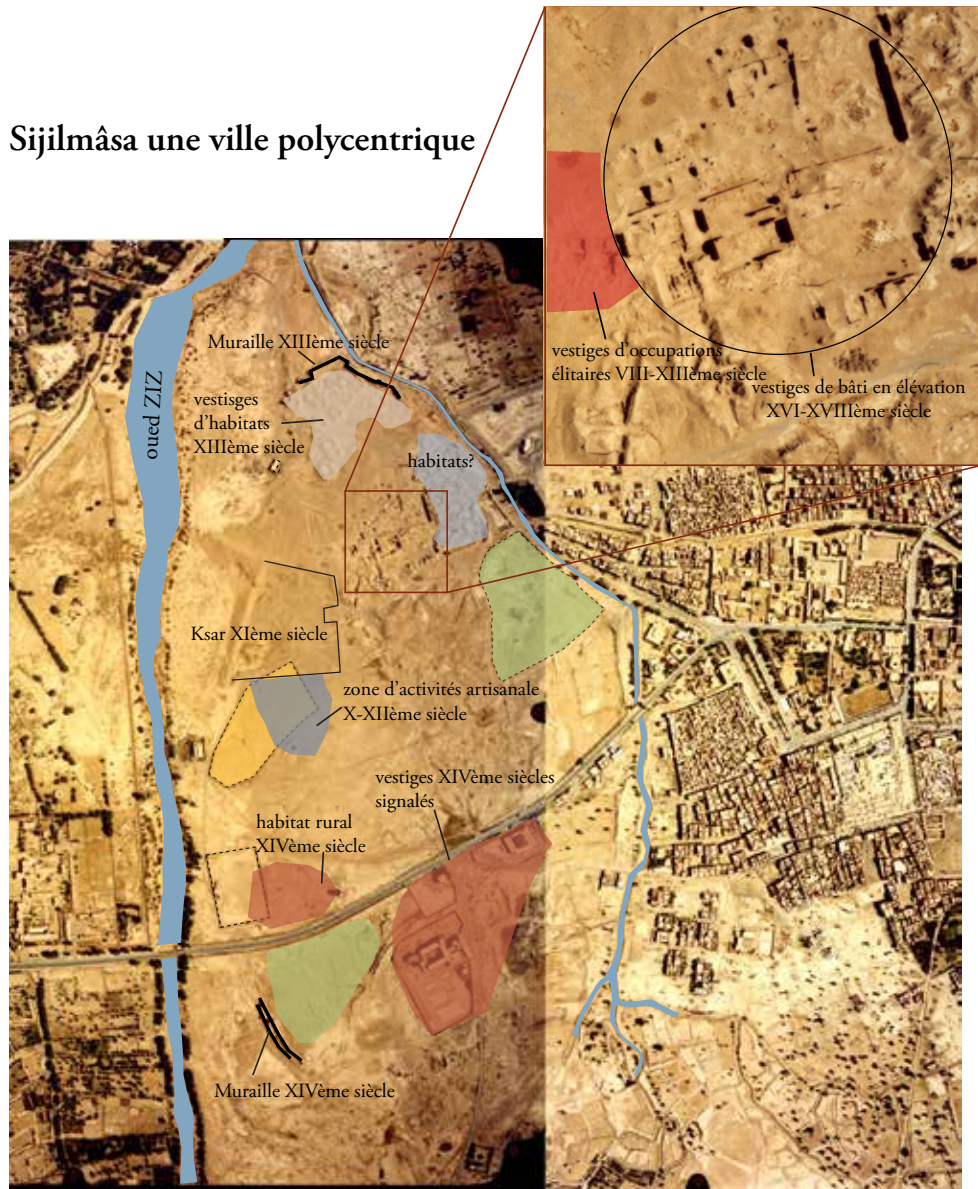 Sijilmâsa une ville polycentrique
vestiges d'occupations
élitaires VIII-XIIIème siècle
vestiges de bâti en élévation
XVI-XVIIIème siècle
oued ZIZ
Muraille XIIIème siècle
vestisges
d'habitats
XIIIème siècle
habitats?
Ksar XIème siècle
zone d'activités artisanale
X-XIIème siècle
vestiges XIVème siècles
signalés
habitat rural
XIVème siècle
Muraille XIVème siècle